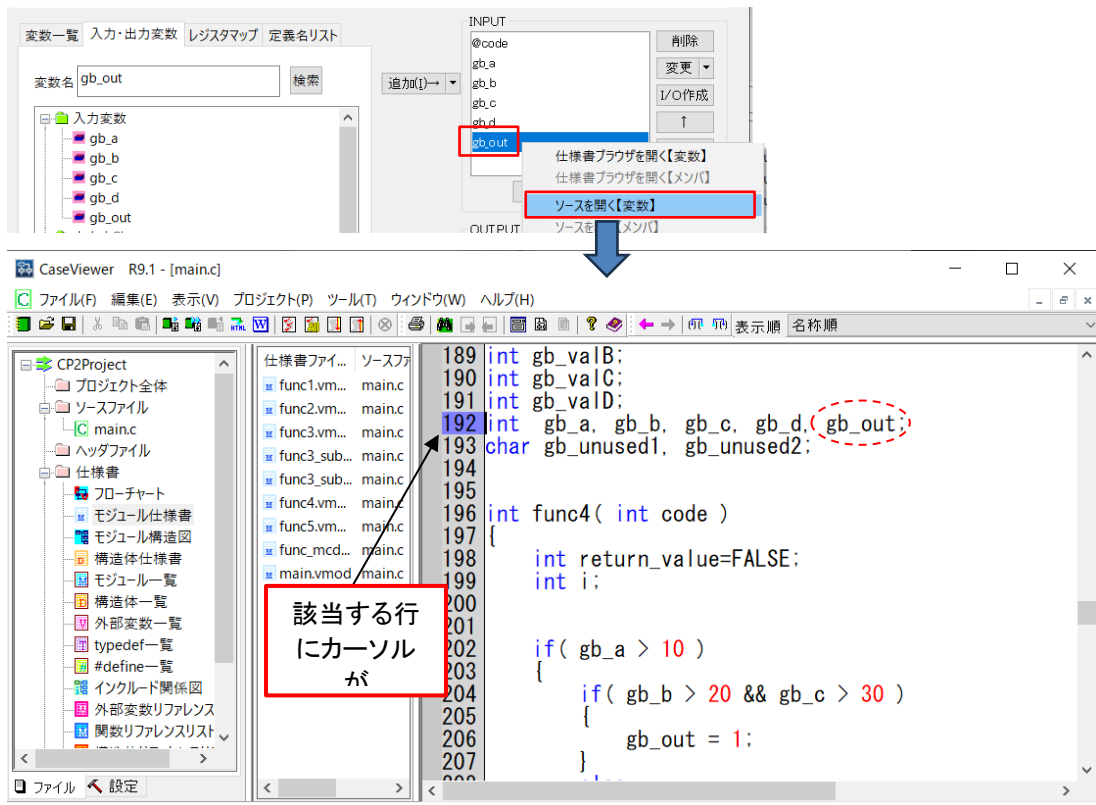 変数一覧 入力・出力変数 レジスタマップ 定義名リスト
変数名 gb_out 検索
入力変数
gb_a
gb_b
gb_c
gb_d
gb_out
追加(I)→
INPUT
@code
gb_a
gb_b
gb_c
gb_d
gb_out
削除
変更
I/O作成
↑
OUTPUT
仕様書ブラウザを開く【変数】
仕様書ブラウザを開く【メンバ】
ソースを開く【変数】
ソースを メンバ】
CaseViewer R9.1 - [main.c]
ファイル(F) 編集(E) 表示(V) プロジェクト(P) ツール(T) ウィンドウ(W) ヘルプ(H)
表示順 名称順
CP2Project
プロジェクト全体
ソースファイル
main.c
ヘッダファイル
仕様書
フローチャート
モジュール仕様書
モジュール構造図
構造体仕様書
モジュール一覧
構造体一覧
外部変数一覧
typedef一覧
#define一覧
インクルード関係図
外部変数リファレンス
関数リファレンスリスト
ファイル 設定
仕様書ファイ... ソースファ
func1.vm... main.c
func2.vm... main.c
func3.vm... main.c
func3_sub... main.c
func3_sub... main.c
func4.vm... main.c
func5.vm... main.c
func_mcd... main.c
main.vmod main.c
該当する行
にカーソル
が
189 int gb_valB;
190 int gb_valC;
191 int gb_valD;
192 int gb_a, gb_b, gb_c, gb_d, gb_out;
193 char gb_unused1, gb_unused2;
194
195
196 int func4( int code )
197 {
198 int return_value=FALSE;
199 int i;
200
201
202 if( gb_a > 10 )
203 {
204 if( gb_b > 20 && gb_c > 30 )
205 {
206 gb_out = 1;
207 }